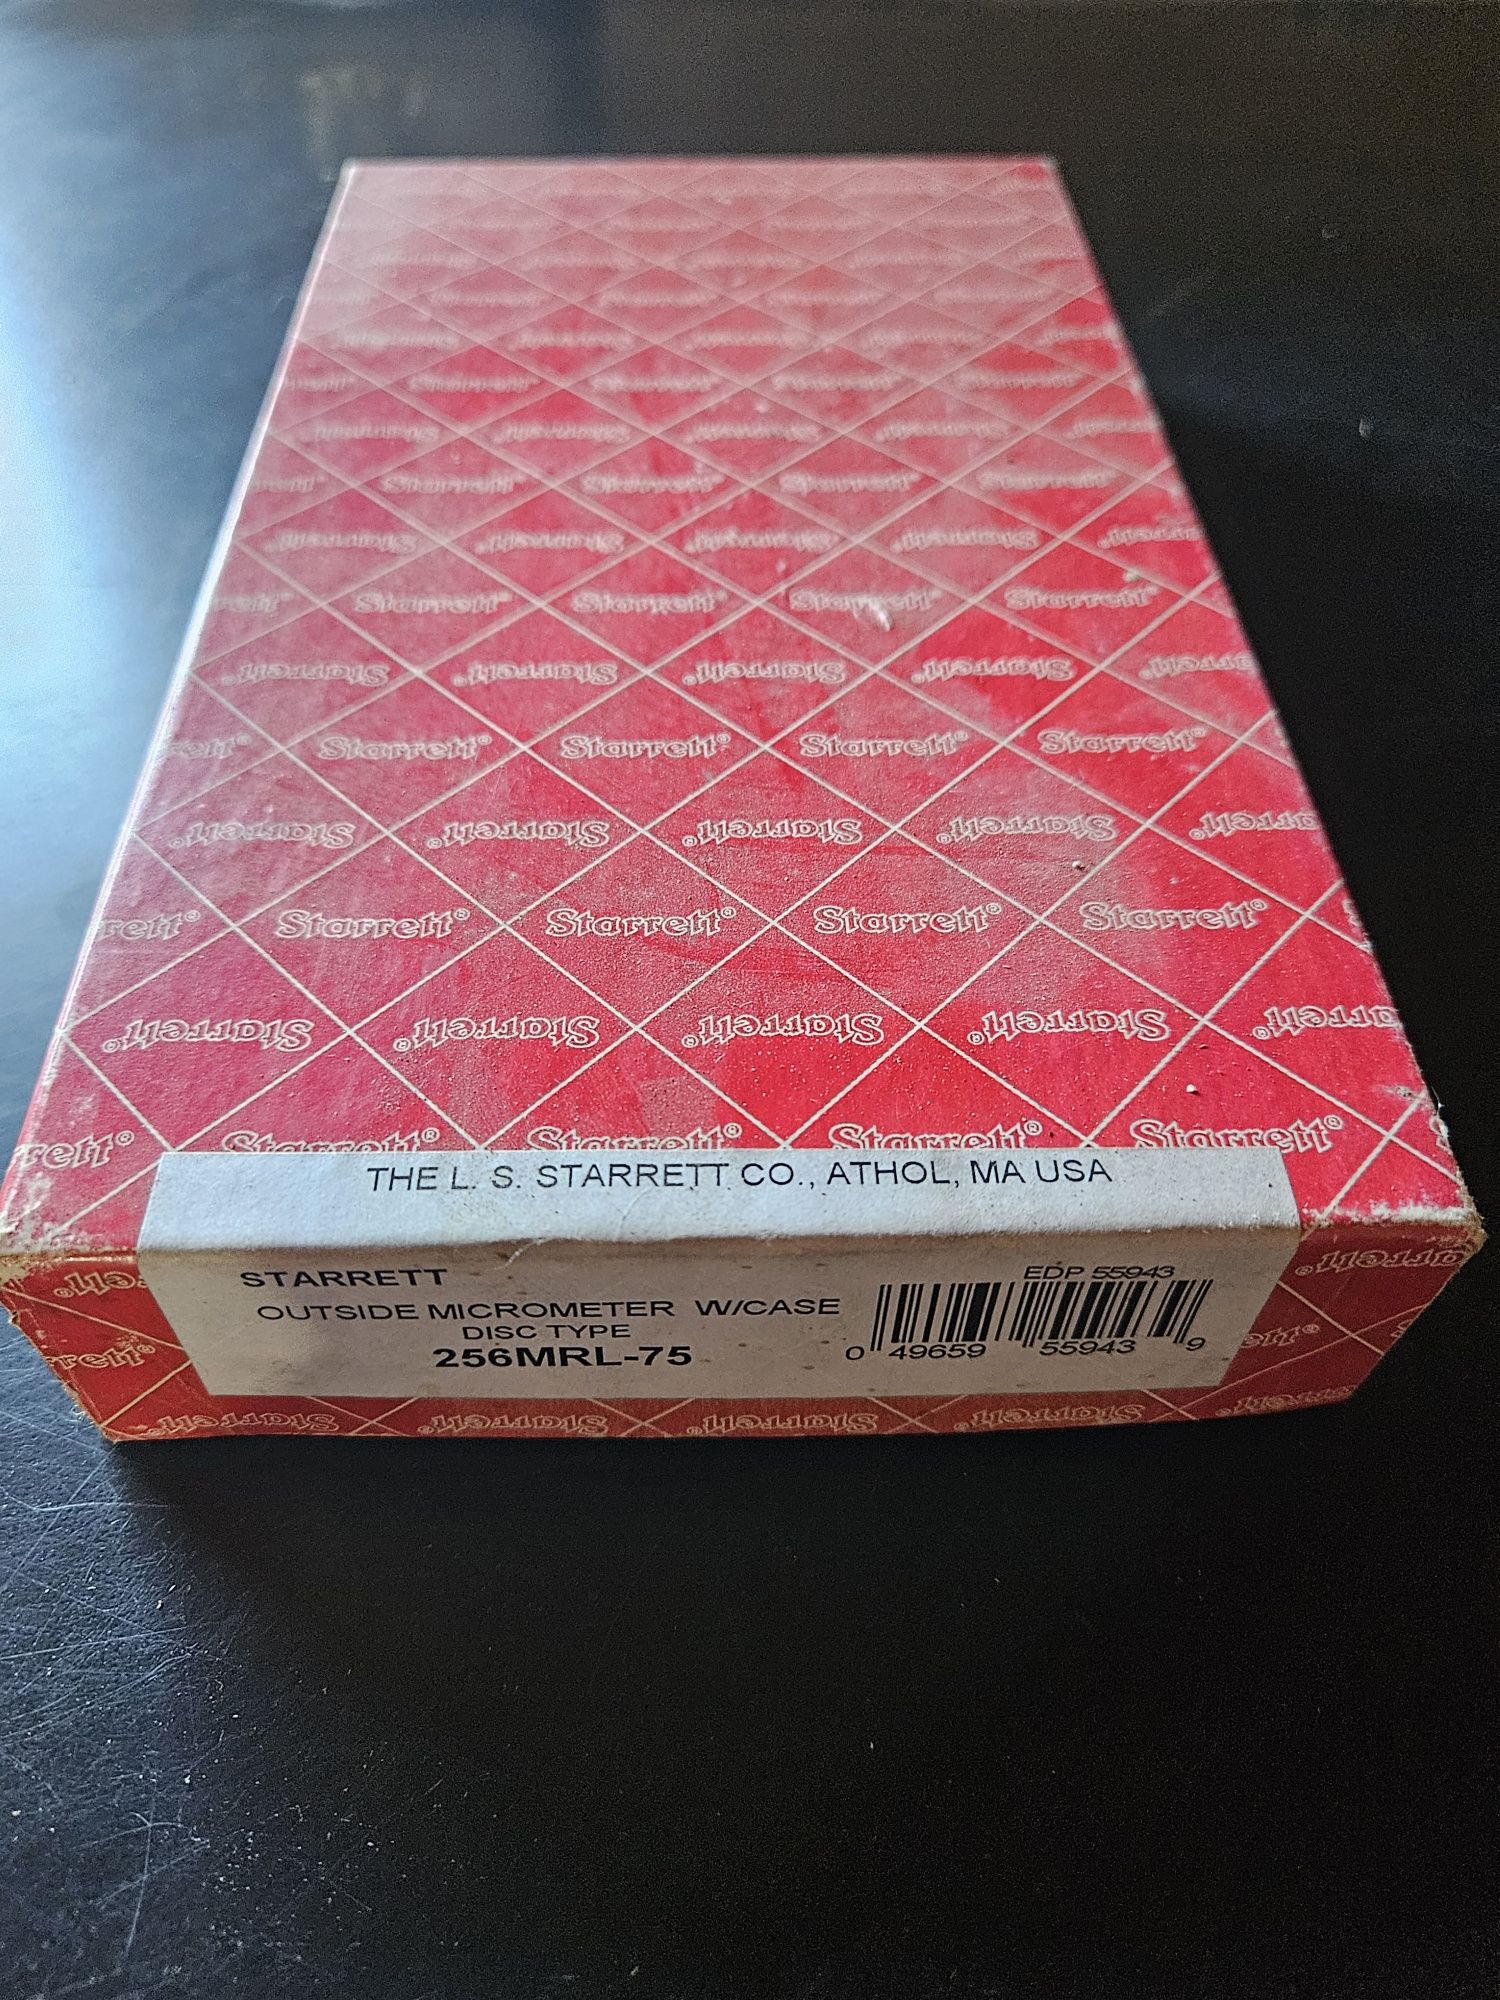 Starrett®
THE L. S. STARRETT CO., ATHOL, MA USA
STARRETT
OUTSIDE MICROMETER W/CASE
DISC TYPE
256MRL-75
EDP 55943
0 49659 55943 9